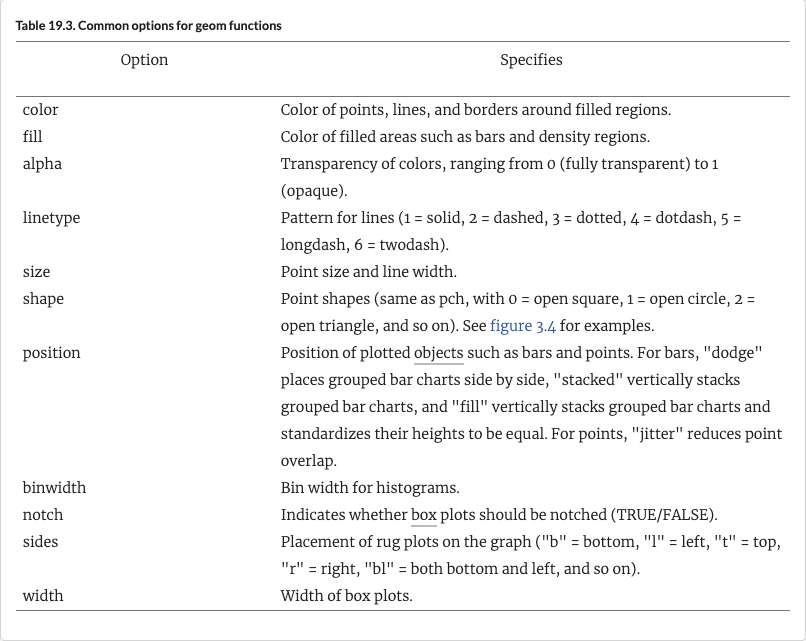 Table 19.3. Common options for geom functions
Option Specifies
color Color of points, lines, and borders around filled regions.
fill Color of filled areas such as bars and density regions.
alpha Transparency of colors, ranging from 0 (fully transparent) to 1
(opaque).
linetype Pattern for lines (1 = solid, 2 = dashed, 3 = dotted, 4 = dotdash, 5 =
longdash, 6 = twodash).
size Point size and line width.
shape Point shapes (same as pch, with 0 = open square, 1 = open circle, 2 =
open triangle, and so on). See figure 3.4 for examples.
position Position of plotted objects such as bars and points. For bars, "dodge"
places grouped bar charts side by side, "stacked" vertically stacks
grouped bar charts, and "fill" vertically stacks grouped bar charts and
standardizes their heights to be equal. For points, "jitter" reduces point
overlap.
binwidth Bin width for histograms.
notch Indicates whether box plots should be notched (TRUE/FALSE).
sides Placement of rug plots on the graph ("b" = bottom, "l" = left, "t" = top,
"r" = right, "bl" = both bottom and left, and so on).
width Width of box plots.